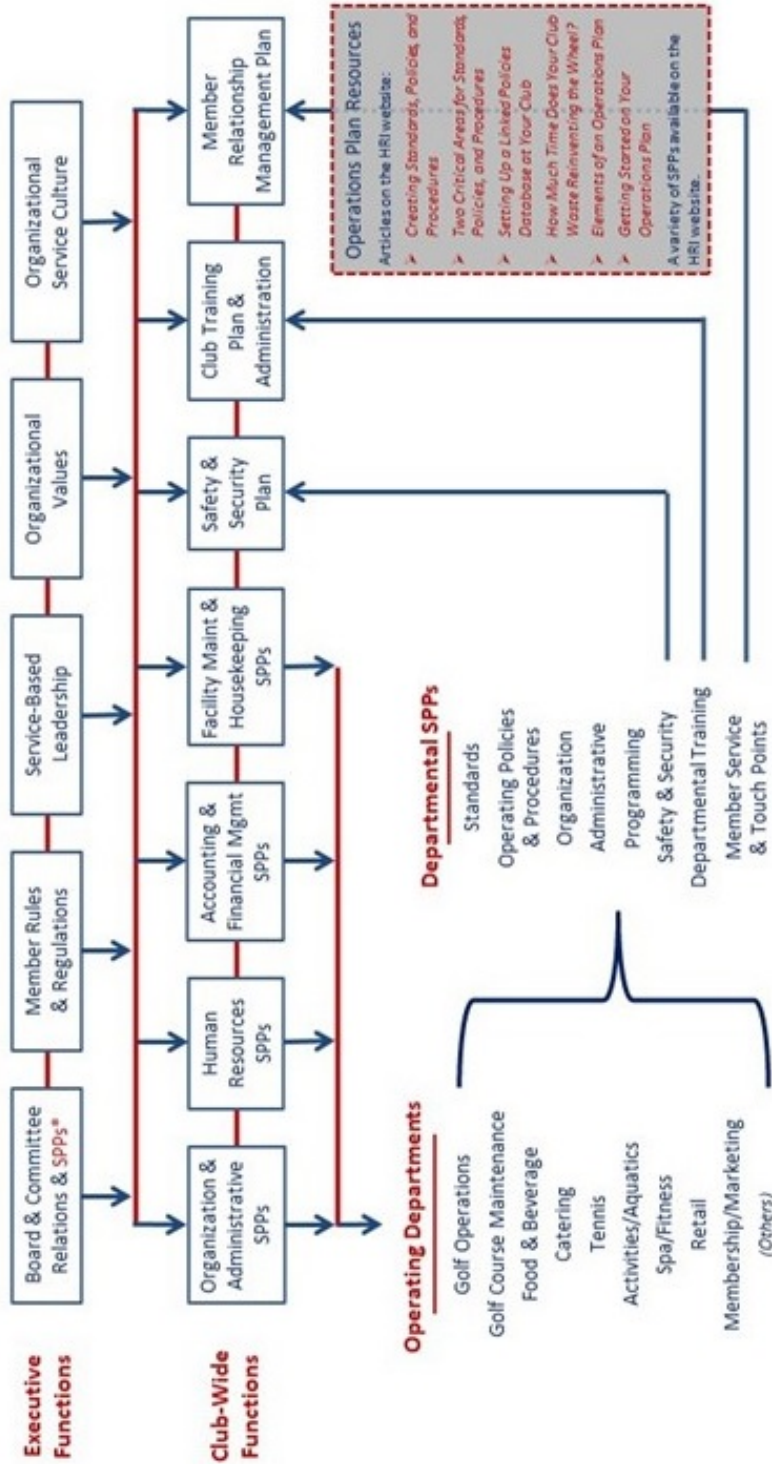 Executive
Functions
Board & Committee
Relations & SPPs*
Member Rules
& Regulations
Service-Based
Leadership
Organizational
Values
Organizational
Service Culture
Club-Wide
Functions
Organization &
Administrative
SPPs
Human
Resources
SPPs
Accounting &
Financial Mgmt
SPPs
Facility Maint &
Housekeeping
SPPs
Safety &
Security
Plan
Club Training
Plan &
Administration
Member
Relationship
Management Plan
Operating Departments
Golf Operations
Golf Course Maintenance
Food & Beverage
Catering
Tennis
Activities/Aquatics
Spa/Fitness
Retail
Membership/Marketing
(Others)
Departmental SPPs
Standards
Operating Policies
& Procedures
Organization
Administrative
Programming
Safety & Security
Departmental Training
Member Service
& Touch Points
Operations Plan Resources
Articles on the HRI website:
➤ Creating Standards, Policies, and
Procedures
➤ Two Critical Areas for Standards,
Policies, and Procedures
➤ Setting Up a Linked Policies
Database at Your Club
➤ How Much Time Does Your Club
Waste Reinventing the Wheel?
➤ Elements of an Operations Plan
➤ Getting Started on Your
Operations Plan
A variety of SPPs available on the
HRI website.